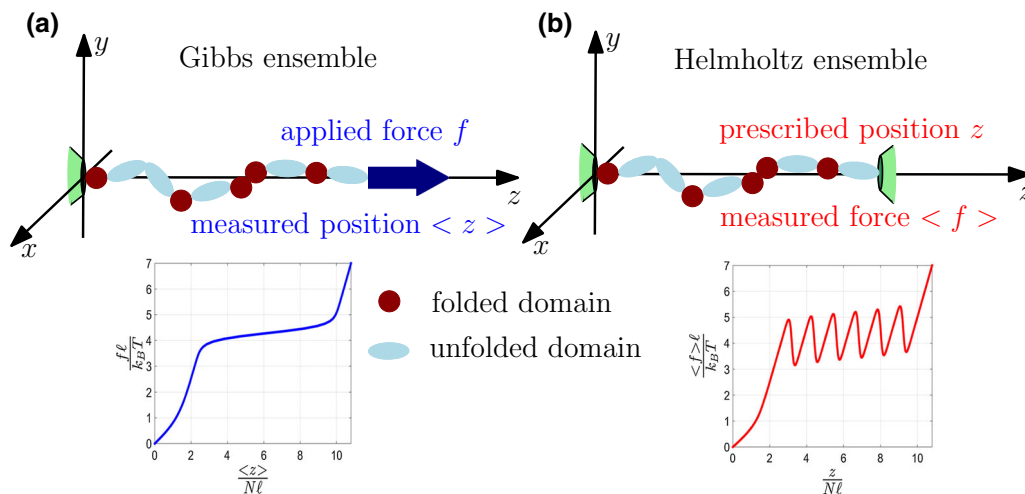 (a)
y
Gibbs ensemble
applied force f
z
measured position < z >
x
7
6
5
4
3
2
1
0
fℓ
k_BT
0 2 4 6 8 10
<z>
Nℓ
folded domain
unfolded domain
(b)
y
Helmholtz ensemble
prescribed position z
z
measured force < f >
x
7
6
5
4
3
2
1
0
<f>ℓ
k_BT
0 2 4 6 8 10
z
Nℓ